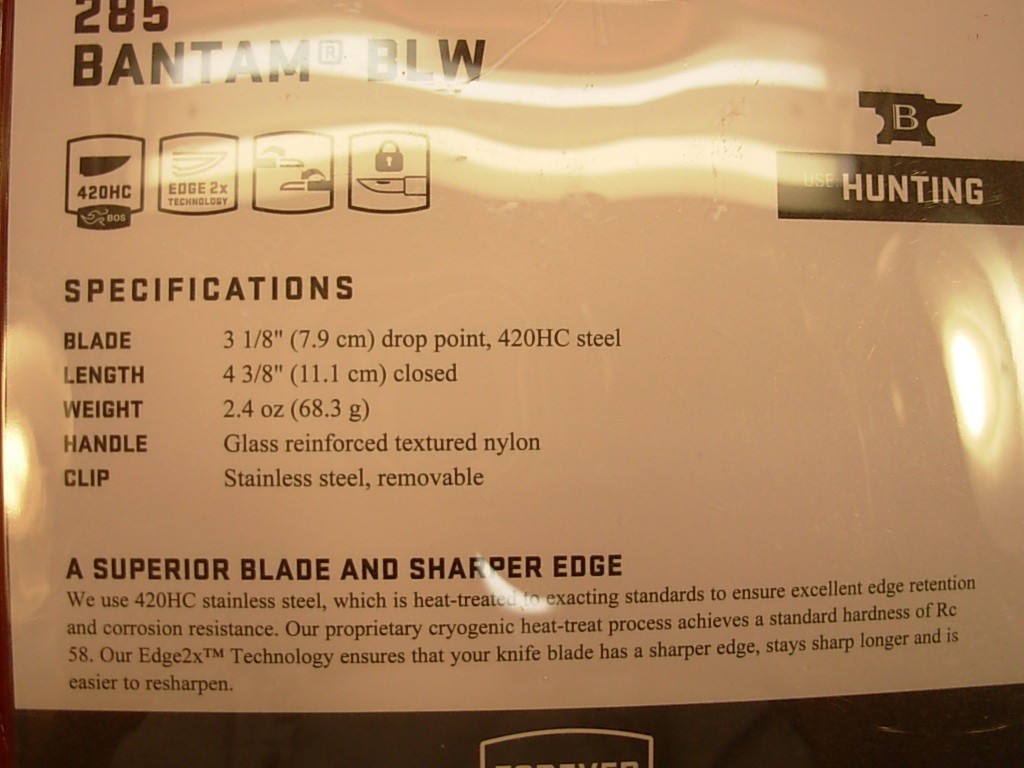 285
BANTAM® BLW
420HC
BOS
EDGE 2x
TECHNOLOGY
B
USE HUNTING
SPECIFICATIONS
BLADE 3 1/8" (7.9 cm) drop point, 420HC steel
LENGTH 4 3/8" (11.1 cm) closed
WEIGHT 2.4 oz (68.3 g)
HANDLE Glass reinforced textured nylon
CLIP Stainless steel, removable
A SUPERIOR BLADE AND SHARPER EDGE
We use 420HC stainless steel, which is heat-treated to exacting standards to ensure excellent edge retention
and corrosion resistance. Our proprietary cryogenic heat-treat process achieves a standard hardness of Rc
58. Our Edge2x™ Technology ensures that your knife blade has a sharper edge, stays sharp longer and is
easier to resharpen.
FOREVER